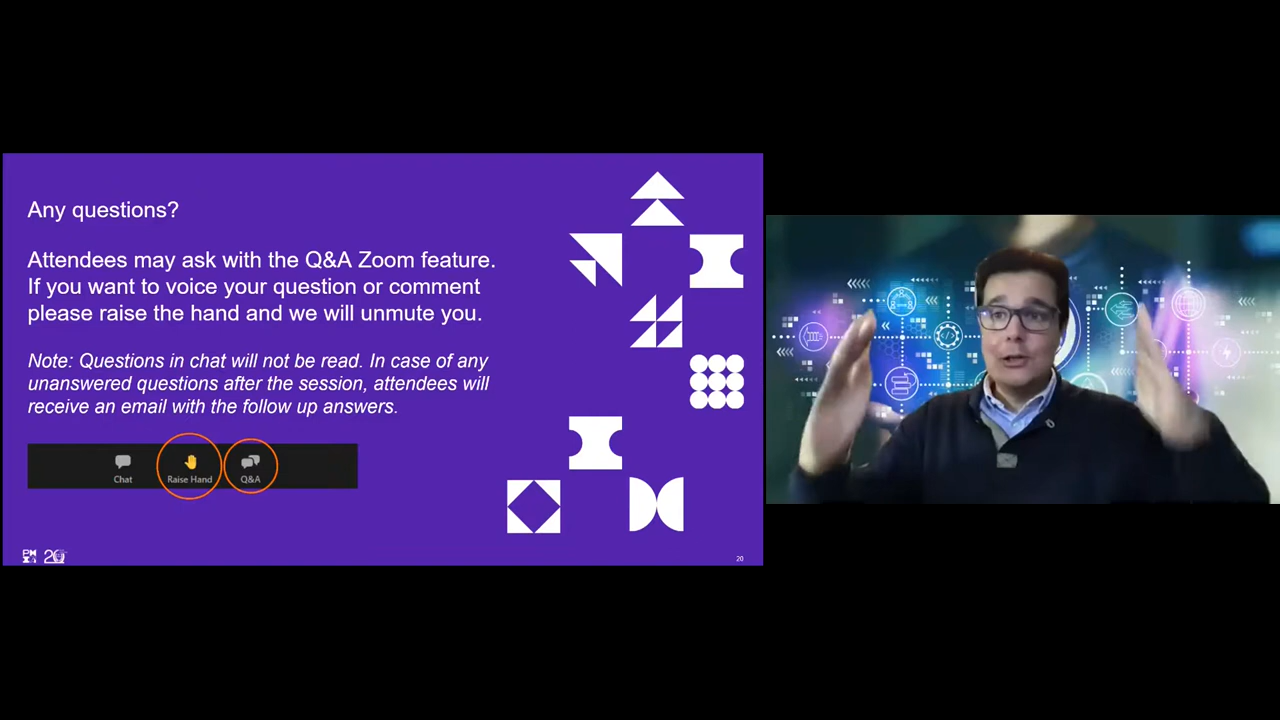 Any questions?
Attendees may ask with the Q&A Zoom feature.
If you want to voice your question or comment
please raise the hand and we will unmute you.
Note: Questions in chat will not be read. In case of any
unanswered questions after the session, attendees will
receive an email with the follow up answers.
Chat
Raise Hand
Q&A
20
20